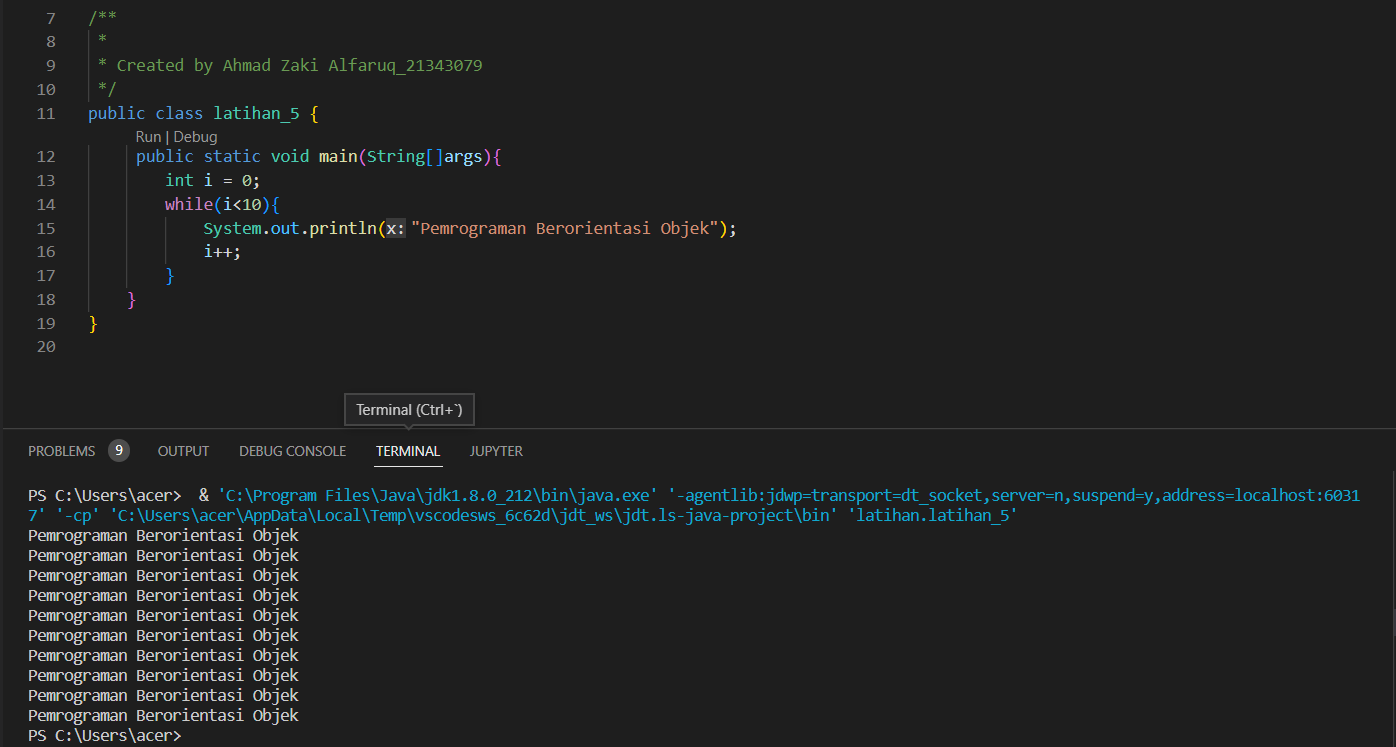 7 /**
8 *
9 * Created by Ahmad Zaki Alfaruq_21343079
10 */
11 public class latihan_5 {
Run | Debug
12 public static void main(String[]args){
13 int i = 0;
14 while(i<10){
15 System.out.println(x: "Pemrograman Berorientasi Objek");
16 i++;
17 }
18 }
19 }
20
Terminal (Ctrl+`)
PROBLEMS 9 OUTPUT DEBUG CONSOLE TERMINAL JUPYTER
PS C:\Users\acer>  & 'C:\Program Files\Java\jdk1.8.0_212\bin\java.exe' '-agentlib:jdwp=transport=dt_socket,server=n,suspend=y,address=localhost:6031
7' '-cp' 'C:\Users\acer\AppData\Local\Temp\vscodesws_6c62d\jdt_ws\jdt.ls-java-project\bin' 'latihan.latihan_5'
Pemrograman Berorientasi Objek
Pemrograman Berorientasi Objek
Pemrograman Berorientasi Objek
Pemrograman Berorientasi Objek
Pemrograman Berorientasi Objek
Pemrograman Berorientasi Objek
Pemrograman Berorientasi Objek
Pemrograman Berorientasi Objek
Pemrograman Berorientasi Objek
Pemrograman Berorientasi Objek
PS C:\Users\acer>